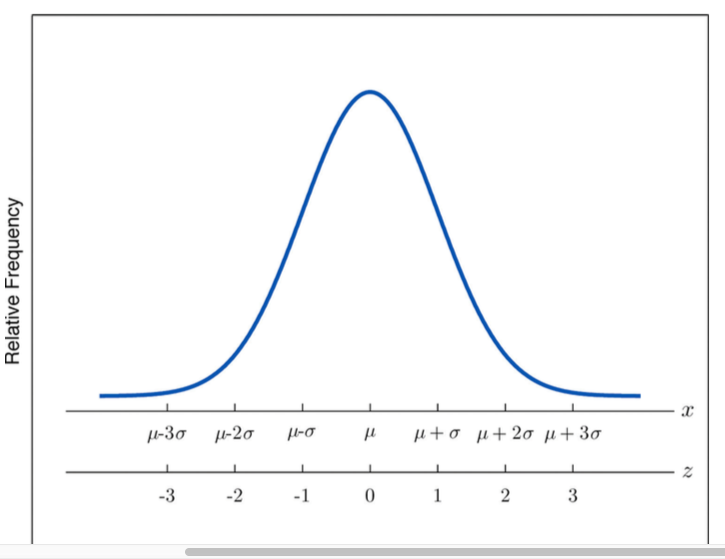 Relative Frequency
x
μ-3σ μ-2σ μ-σ μ μ + σ μ + 2σ μ + 3σ
z
-3 -2 -1 0 1 2 3